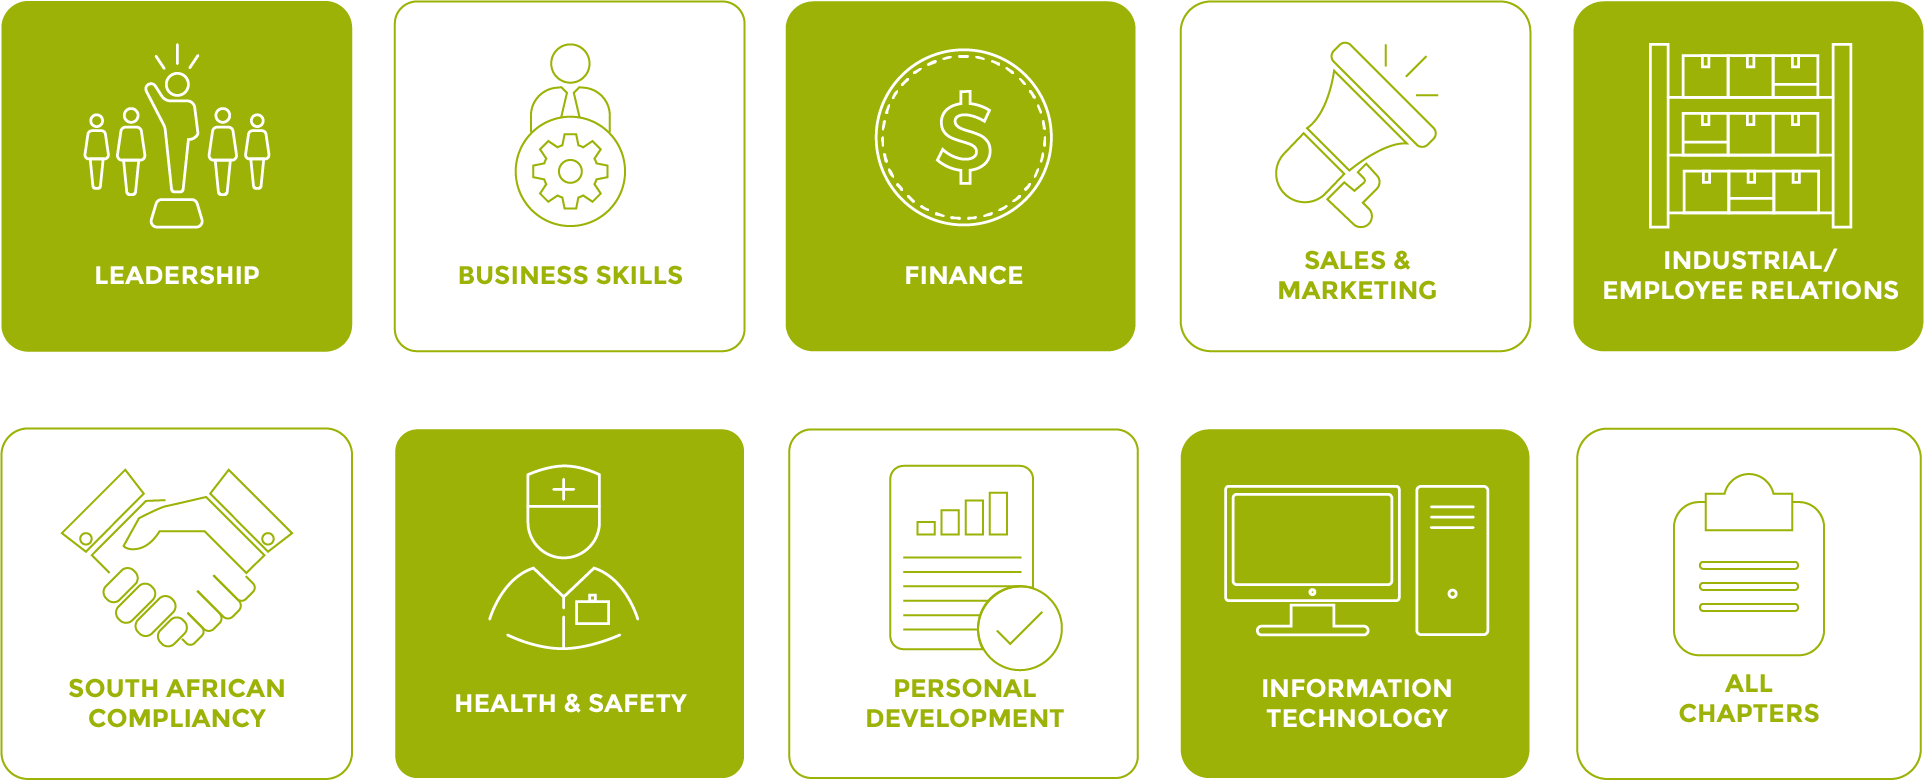 LEADERSHIP
BUSINESS SKILLS
$
FINANCE
SALES &
MARKETING
INDUSTRIAL/
EMPLOYEE RELATIONS
SOUTH AFRICAN
COMPLIANCY
HEALTH & SAFETY
PERSONAL
DEVELOPMENT
INFORMATION
TECHNOLOGY
ALL
CHAPTERS